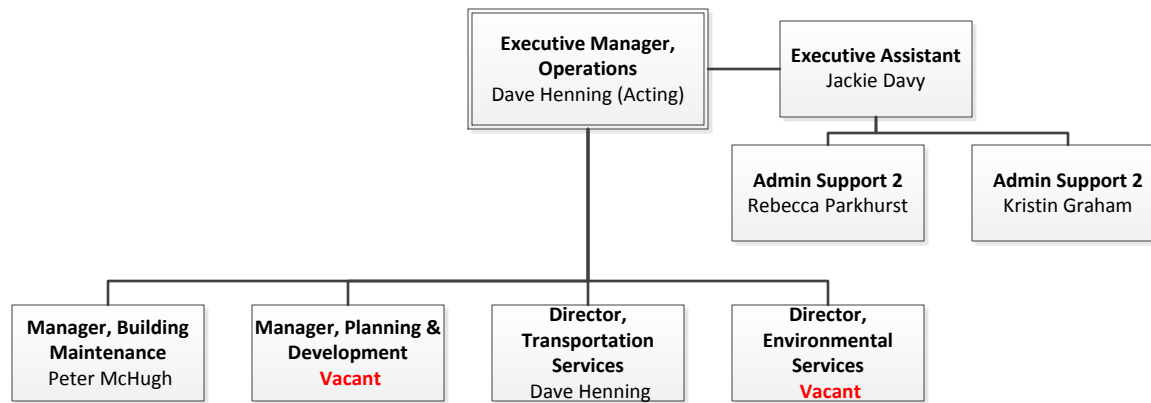 Executive Manager,
Operations
Dave Henning (Acting)
Executive Assistant
Jackie Davy
Admin Support 2
Rebecca Parkhurst
Admin Support 2
Kristin Graham
Manager, Building
Maintenance
Peter McHugh
Manager, Planning &
Development
Vacant
Director,
Transportation
Services
Dave Henning
Director,
Environmental
Services
Vacant